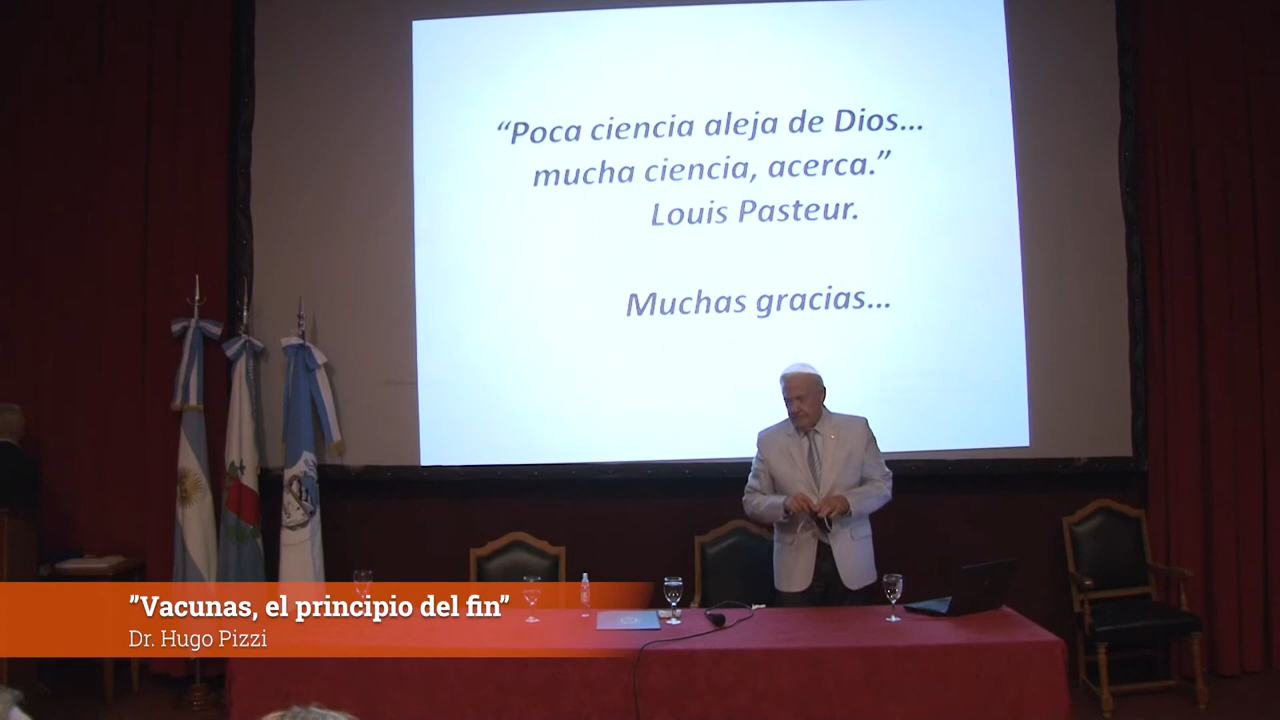 “Poca ciencia aleja de Dios...
mucha ciencia, acerca.”
Louis Pasteur.
Muchas gracias...
”Vacunas, el principio del fin”
Dr. Hugo Pizzi